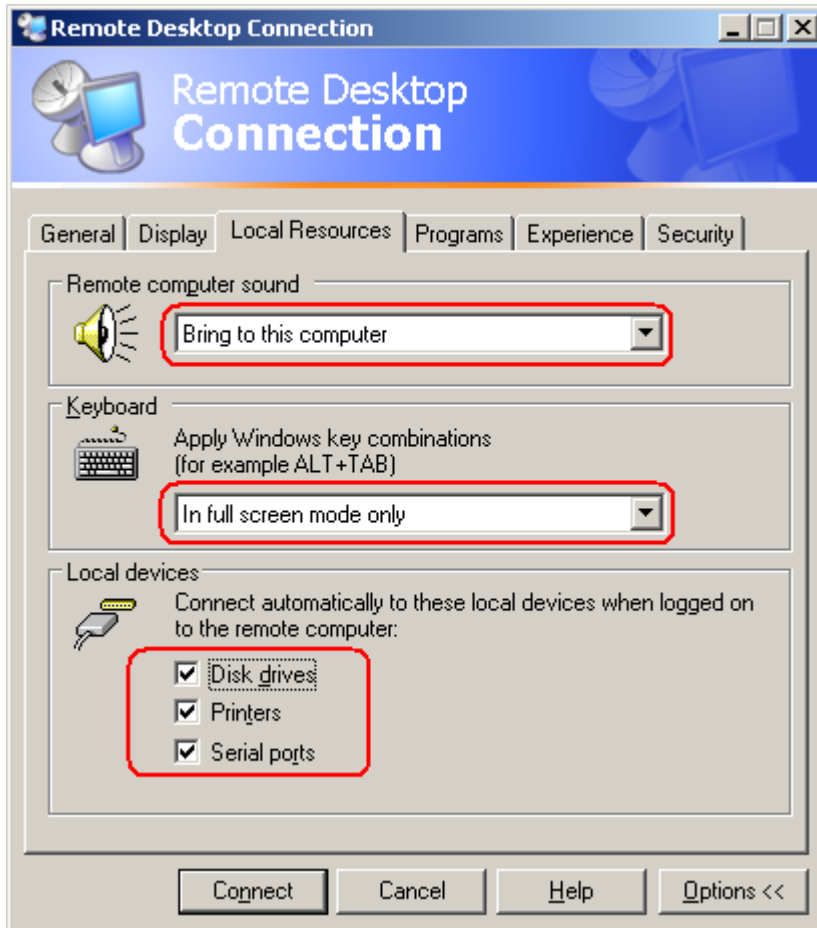 Remote Desktop Connection
Remote Desktop
Connection
General Display Local Resources Programs Experience Security
Remote computer sound
Bring to this computer
Keyboard
Apply Windows key combinations
(for example ALT+TAB)
In full screen mode only
Local devices
Connect automatically to these local devices when logged on
to the remote computer:
Disk drives
Printers
Serial ports
Connect Cancel Help Options <<